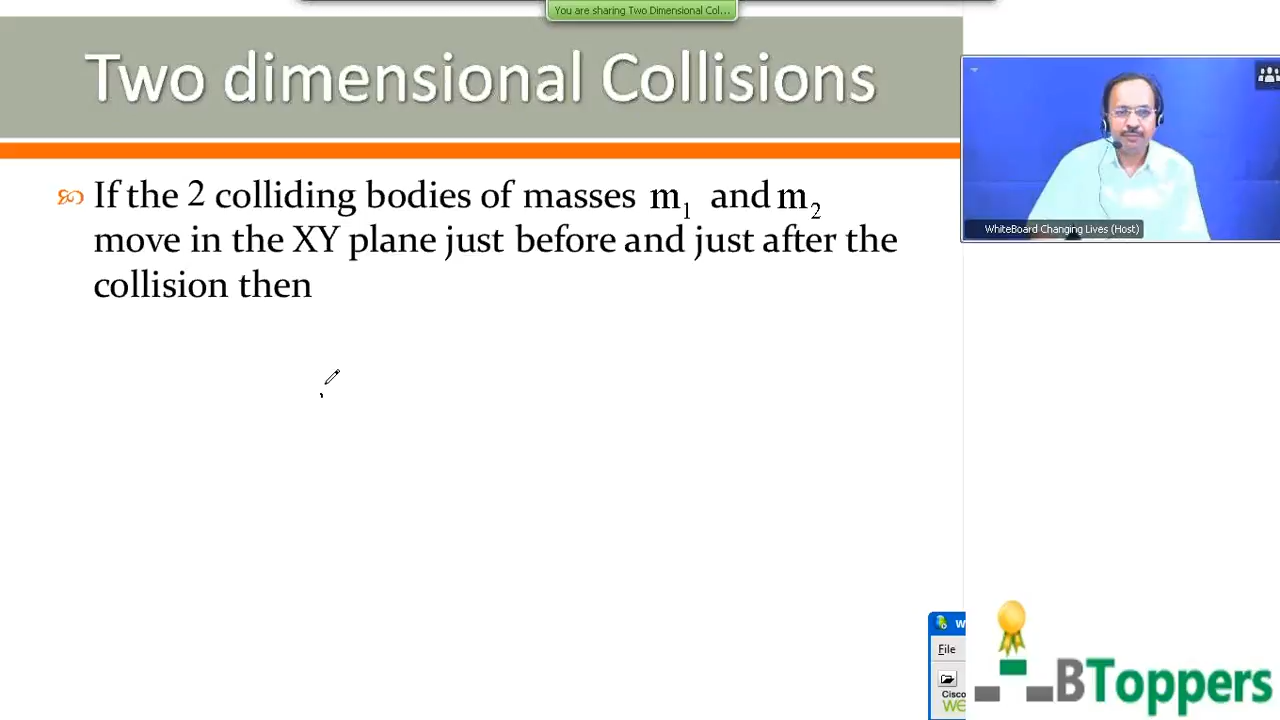 You are sharing Two Dimensional Col...
Two dimensional Collisions
If the 2 colliding bodies of masses m₁ and m₂
move in the XY plane just before and just after the
collision then
WhiteBoard Changing Lives (Host)
W
File
Cisco
we
BToppers